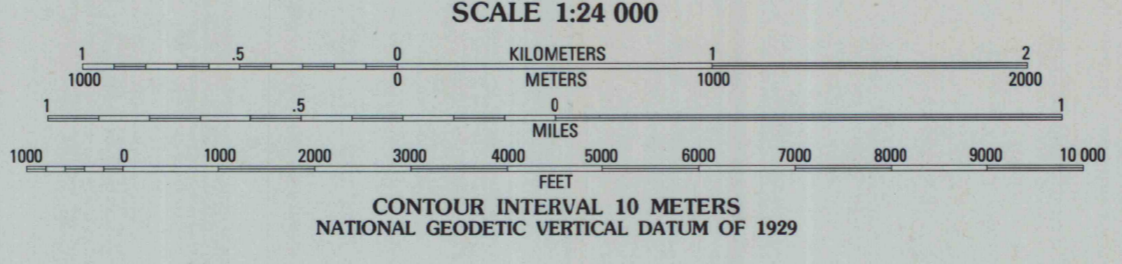 SCALE 1:24 000
1 .5 0 KILOMETERS 1 2
1000 0 METERS 1000 2000
1 .5 0 1
MILES
1000 0 1000 2000 3000 4000 5000 6000 7000 8000 9000 10 000
FEET
CONTOUR INTERVAL 10 METERS
NATIONAL GEODETIC VERTICAL DATUM OF 1929